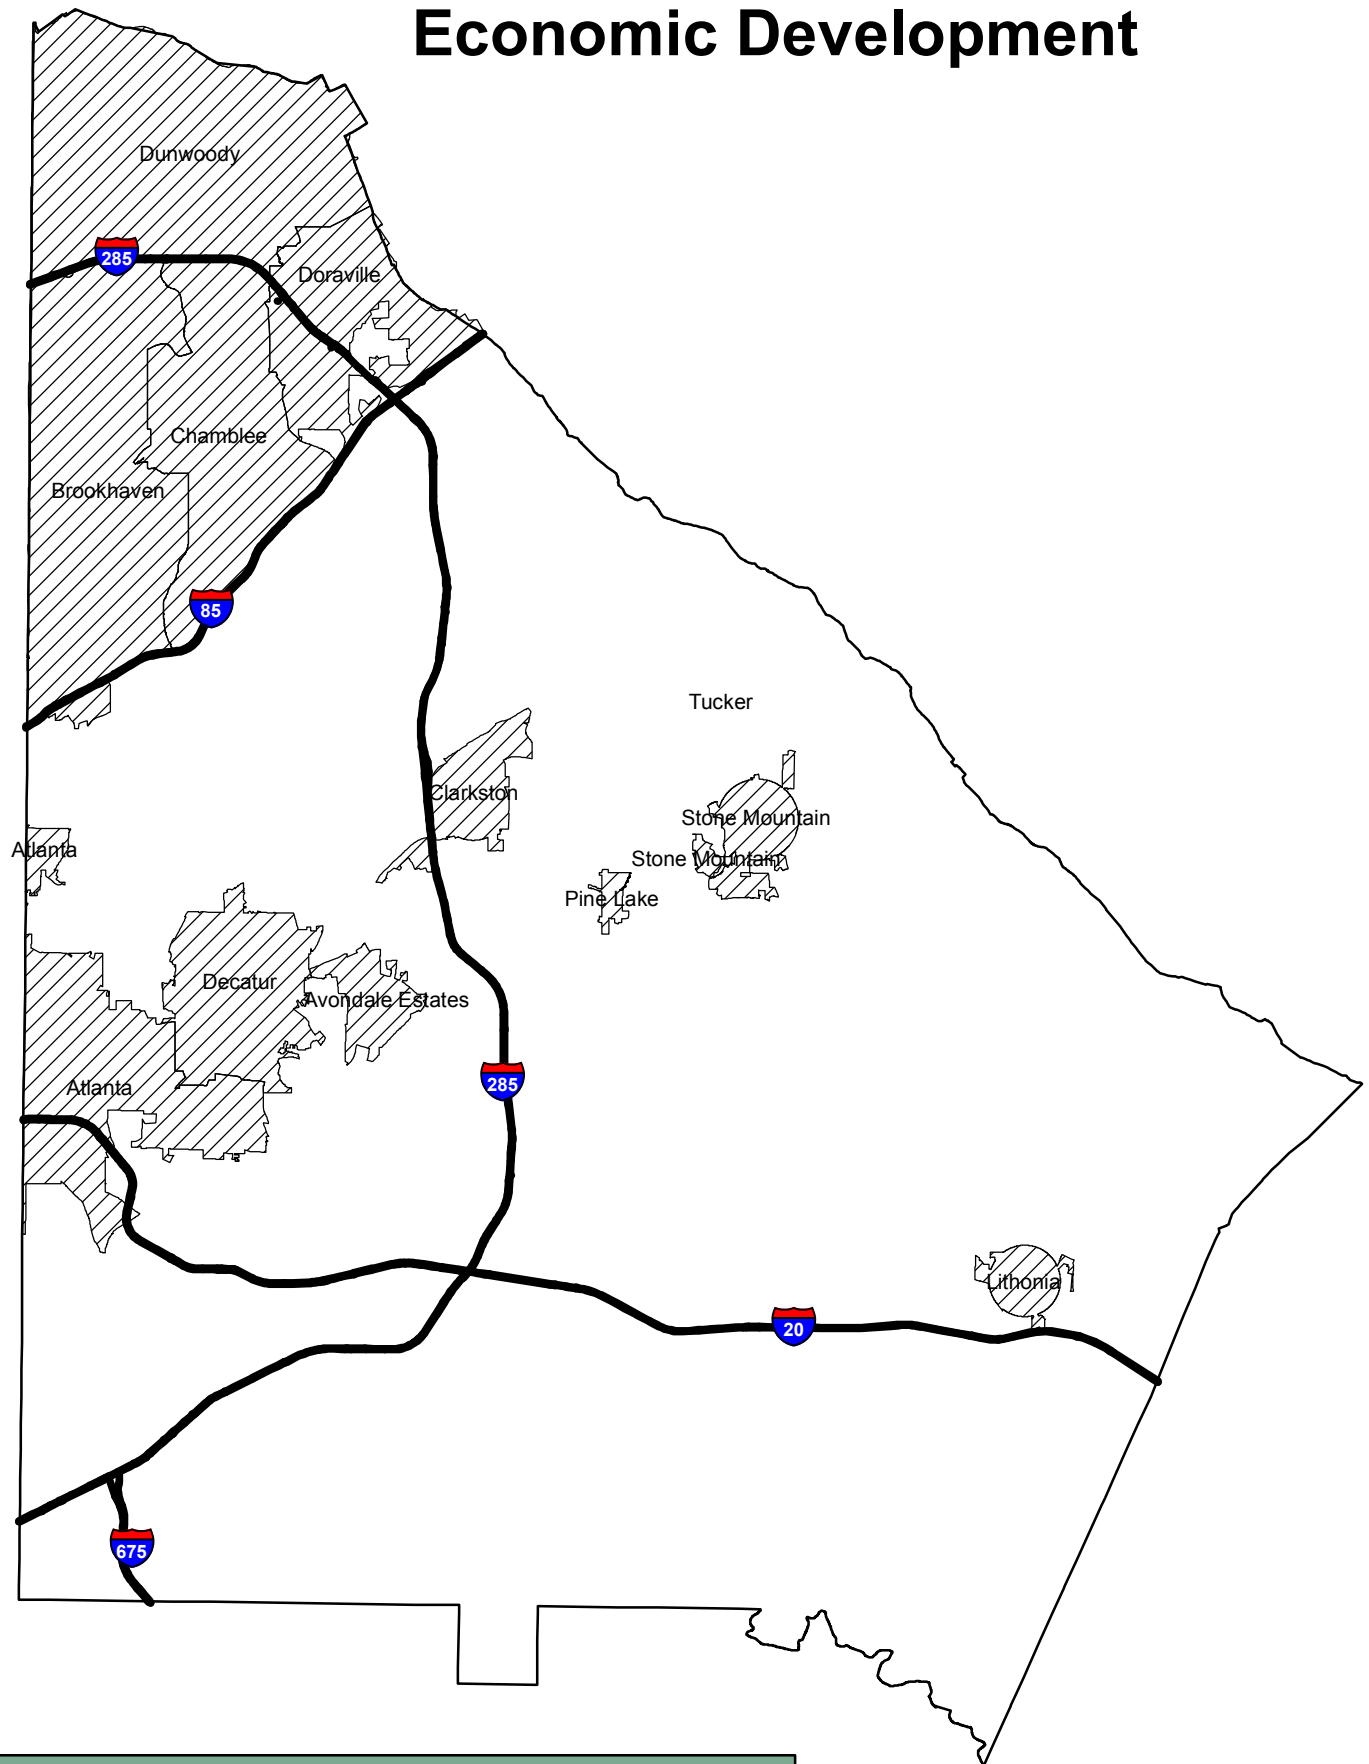 Economic Development
Dunwoody
285
Doraville
Chamblee
Brookhaven
85
Tucker
Clarkston
Stone Mountain
Atlanta
Stone Mountain
Pine Lake
Decatur
Avondale Estates
285
Atlanta
Lithonia
20
675